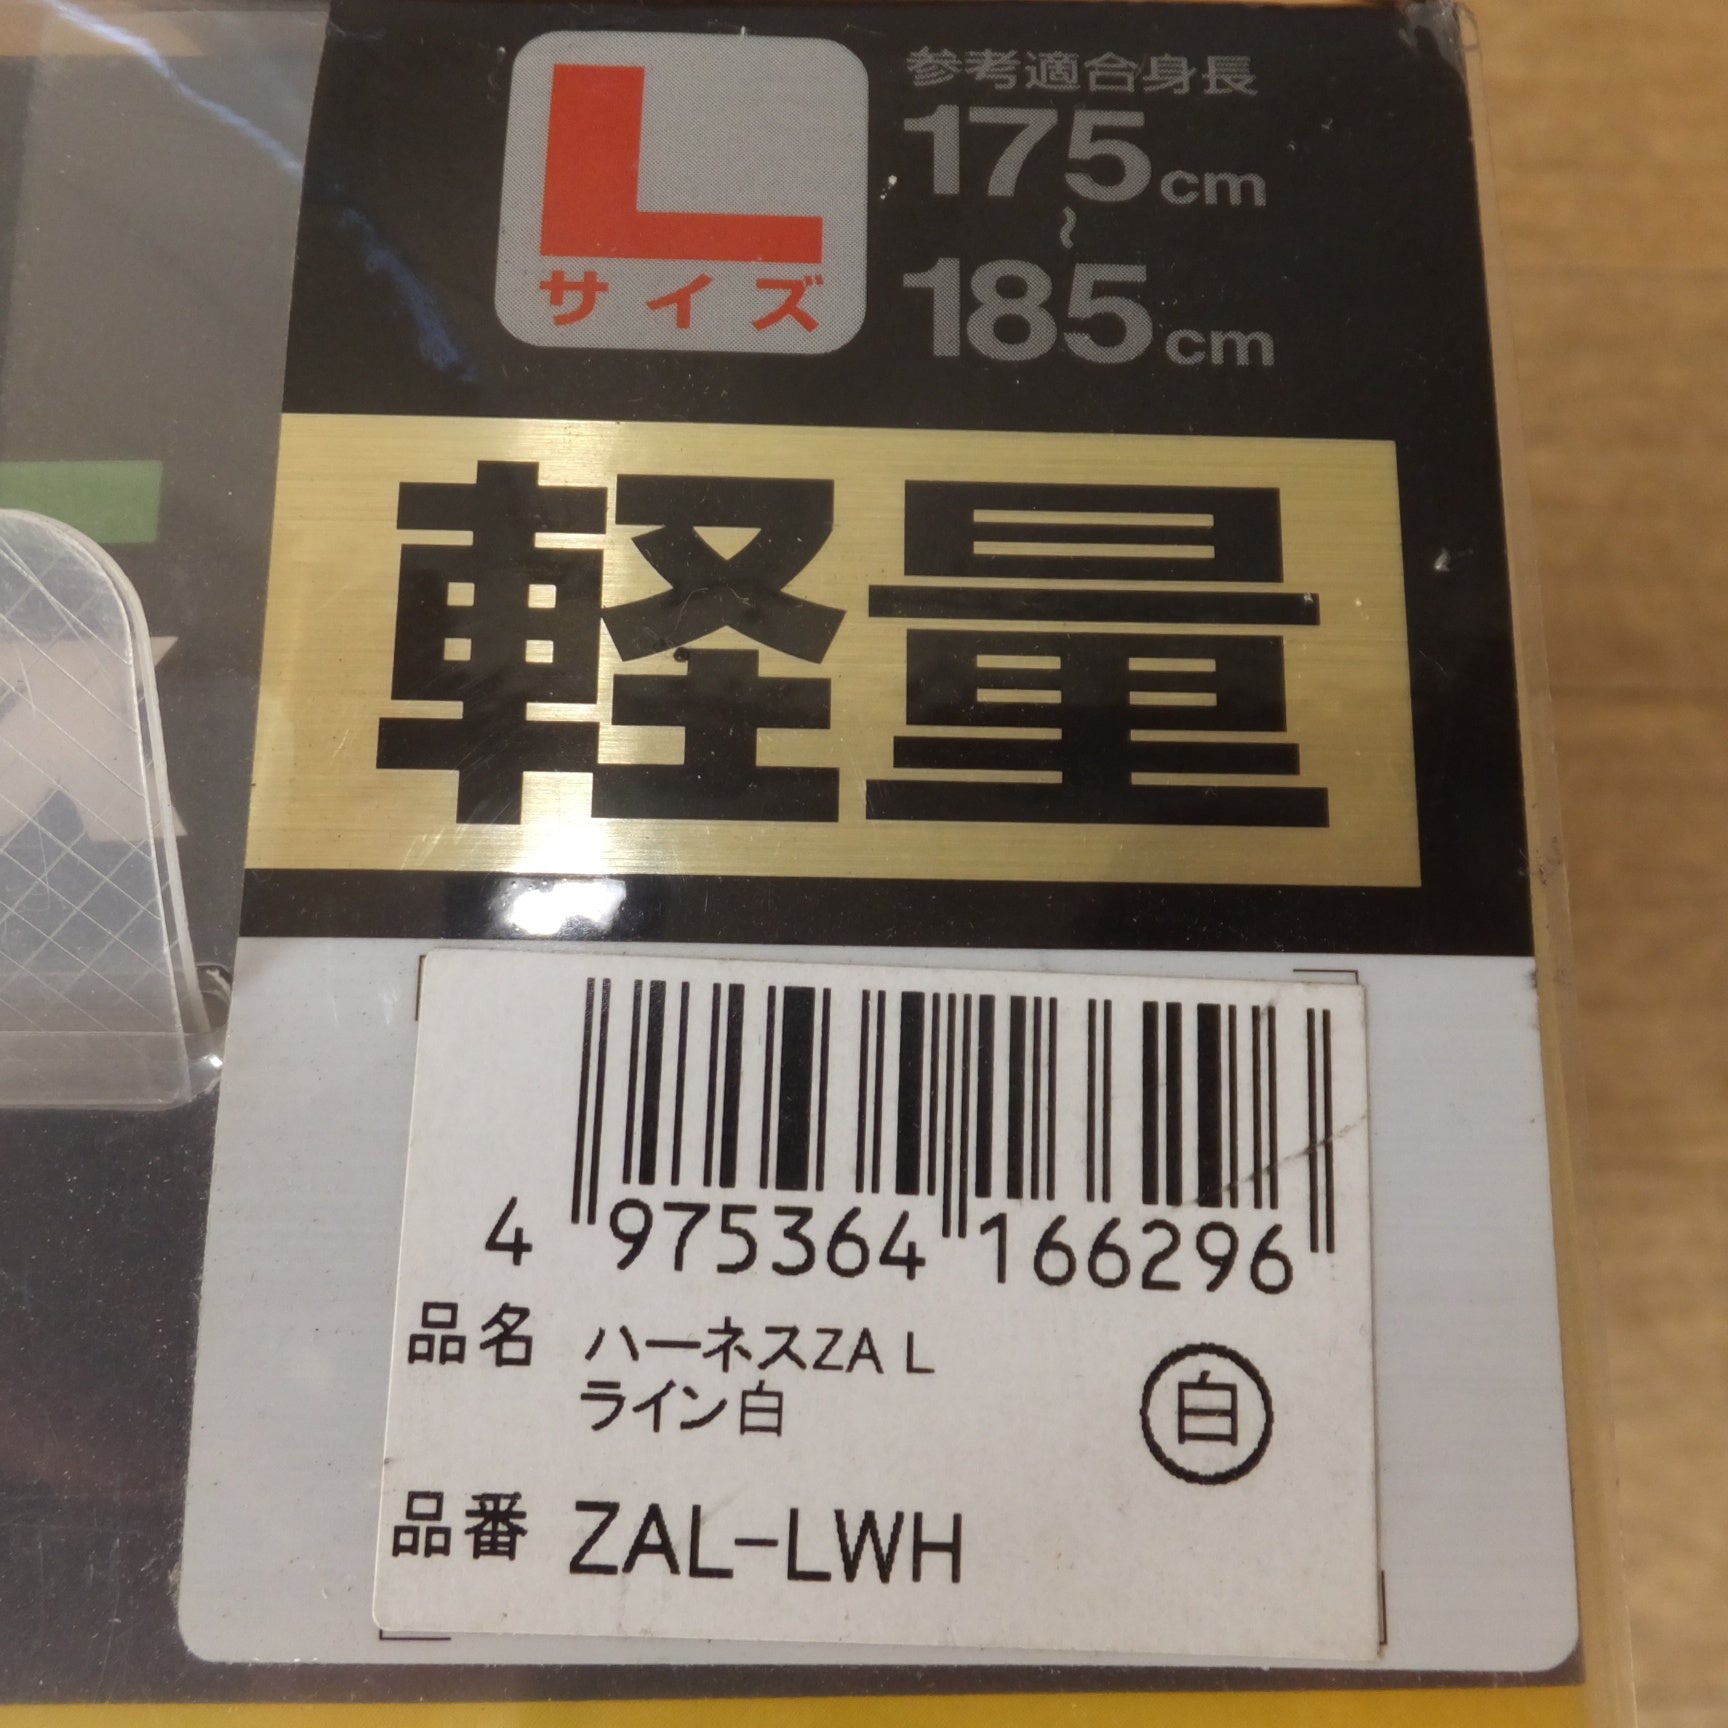 L
サイズ
参考適合身長
175cm
~
185cm
軽量
4 975364 166296
品名 ハーネスZA L
ライン白
白
品番 ZAL-LWH